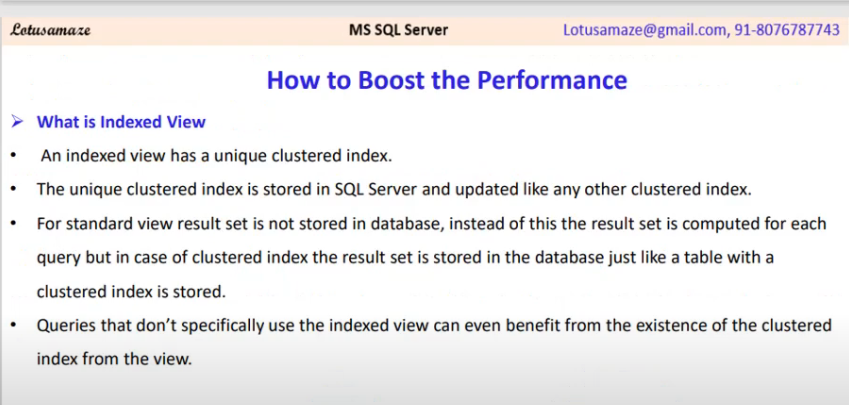 Lotusamaze MS SQL Server Lotusamaze@gmail.com, 91-8076787743
How to Boost the Performance
➤ What is Indexed View
• An indexed view has a unique clustered index.
• The unique clustered index is stored in SQL Server and updated like any other clustered index.
• For standard view result set is not stored in database, instead of this the result set is computed for each
query but in case of clustered index the result set is stored in the database just like a table with a
clustered index is stored.
• Queries that don't specifically use the indexed view can even benefit from the existence of the clustered
index from the view.